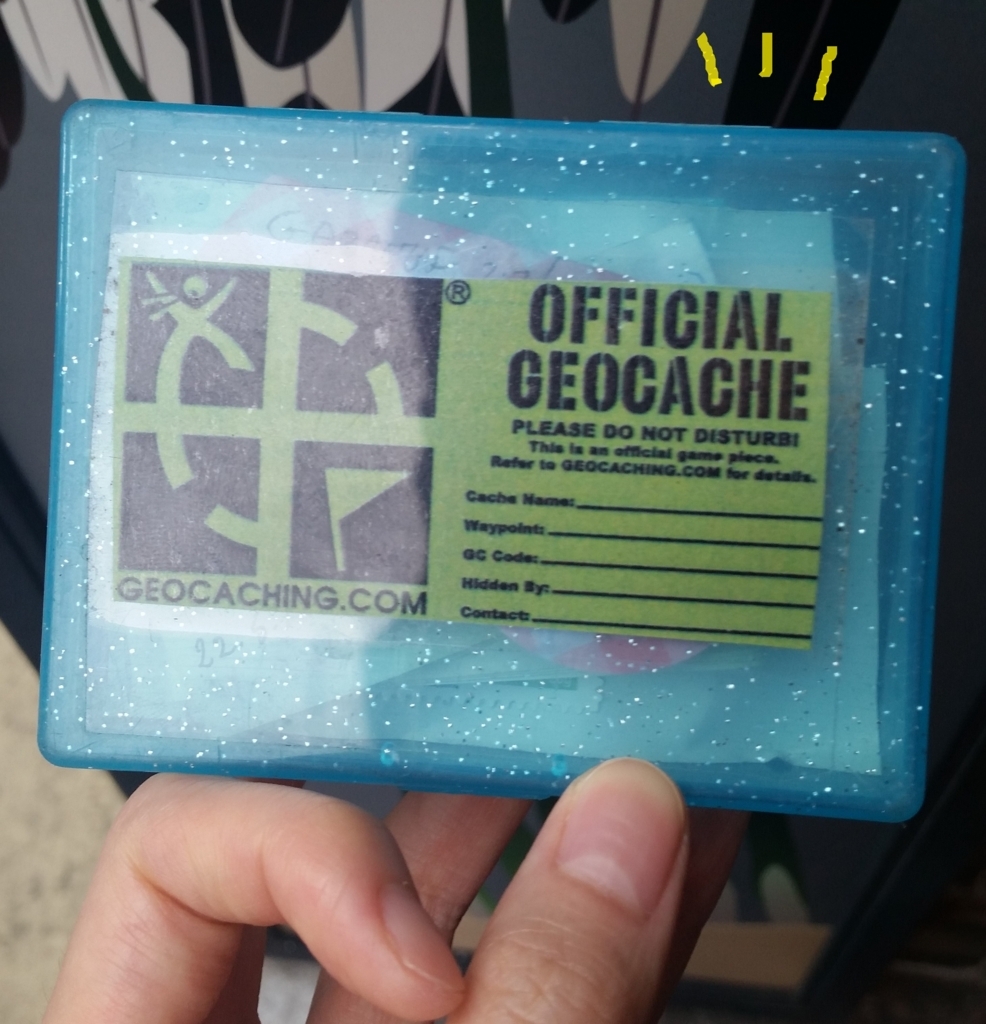 ®
OFFICIAL
GEOCACHE
PLEASE DO NOT DISTURB!
This is an official game piece.
Refer to GEOCACHING.COM for details.
Cache Name:
Waypoint:
GC Code:
Hidden By:
Contact:
GEOCACHING.COM
22